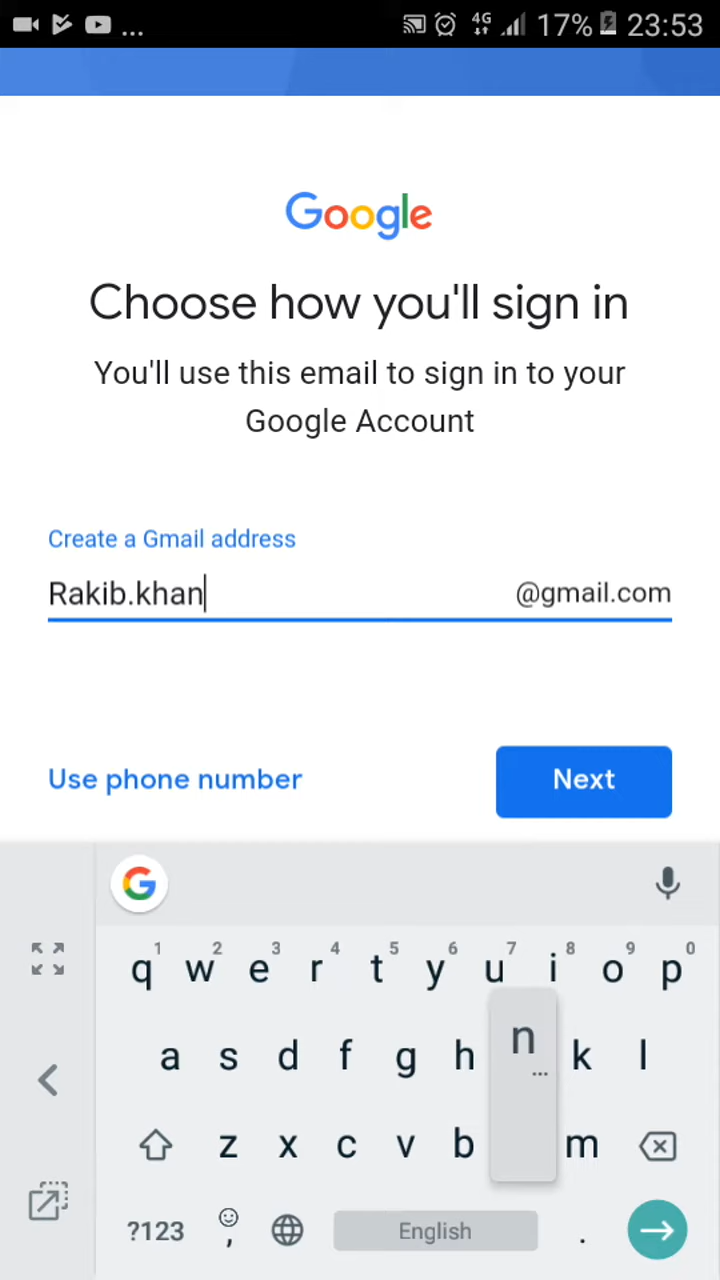 ... 4G 17% 23:53
Google
Choose how you'll sign in
You'll use this email to sign in to your
Google Account
Create a Gmail address
Rakib.khan @gmail.com
Use phone number Next
G
1 2 3 4 5 6 7 8 9 0
q w e r t y u i o p
a s d f g h n k l
...
z x c v b m
?123 , English .